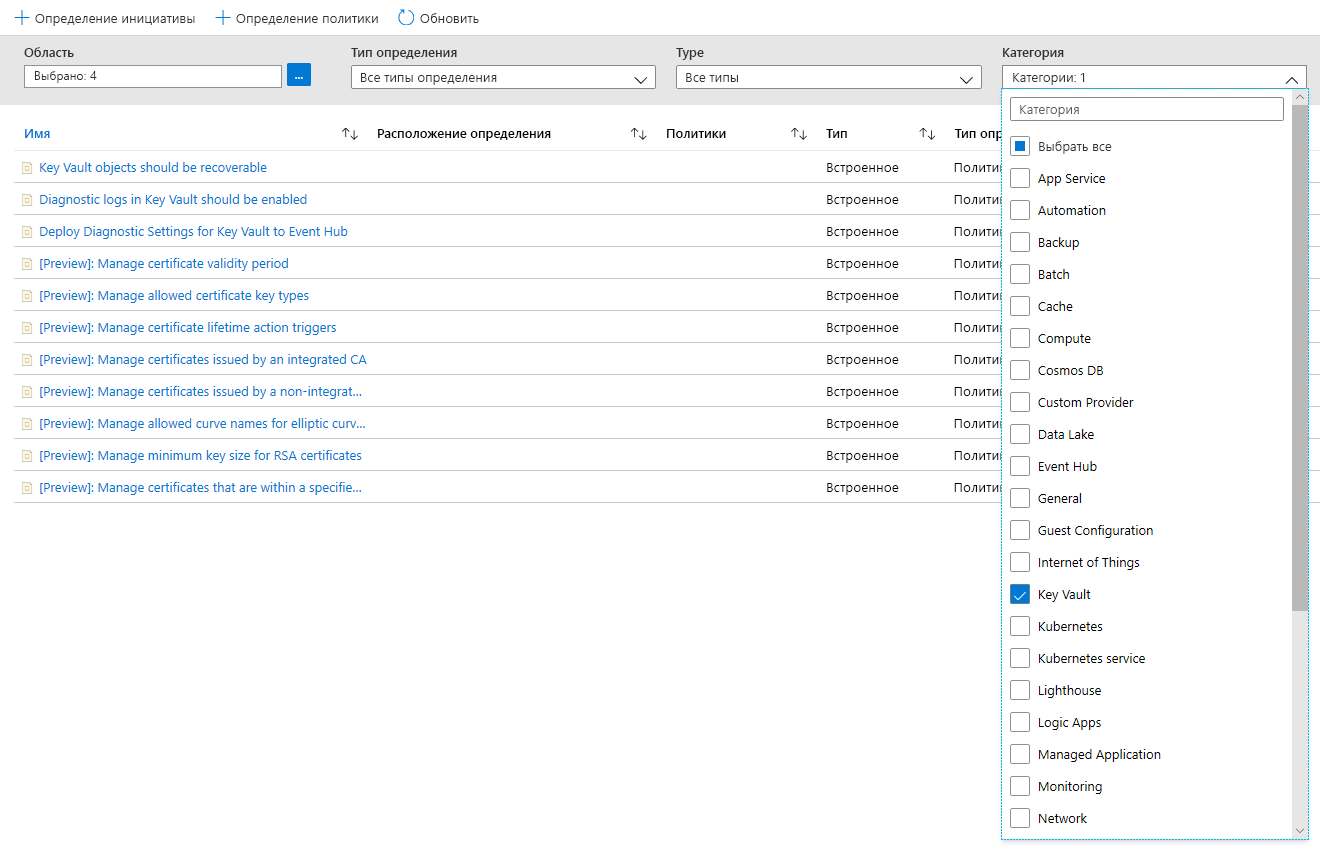 Определение инициативы Определение политики Обновить
Область Тип определения Type Категория
Выбрано: 4 ... Все типы определения Все типы Категории: 1
Категория
Имя Расположение определения Политики Тип Тип опр
Выбрать все
Key Vault objects should be recoverable Встроенное Полити
App Service
Diagnostic logs in Key Vault should be enabled Встроенное Полити
Automation
Deploy Diagnostic Settings for Key Vault to Event Hub Встроенное Полити
Backup
[Preview]: Manage certificate validity period Встроенное Полити
Batch
[Preview]: Manage allowed certificate key types Встроенное Полити
Cache
[Preview]: Manage certificate lifetime action triggers Встроенное Полити
Compute
[Preview]: Manage certificates issued by an integrated CA Встроенное Полити
Cosmos DB
[Preview]: Manage certificates issued by a non-integrat... Встроенное Полити
Custom Provider
[Preview]: Manage allowed curve names for elliptic curv... Встроенное Полити
Data Lake
[Preview]: Manage minimum key size for RSA certificates Встроенное Полити
Event Hub
[Preview]: Manage certificates that are within a specifie... Встроенное Полити
General
Guest Configuration
Internet of Things
Key Vault
Kubernetes
Kubernetes service
Lighthouse
Logic Apps
Managed Application
Monitoring
Network